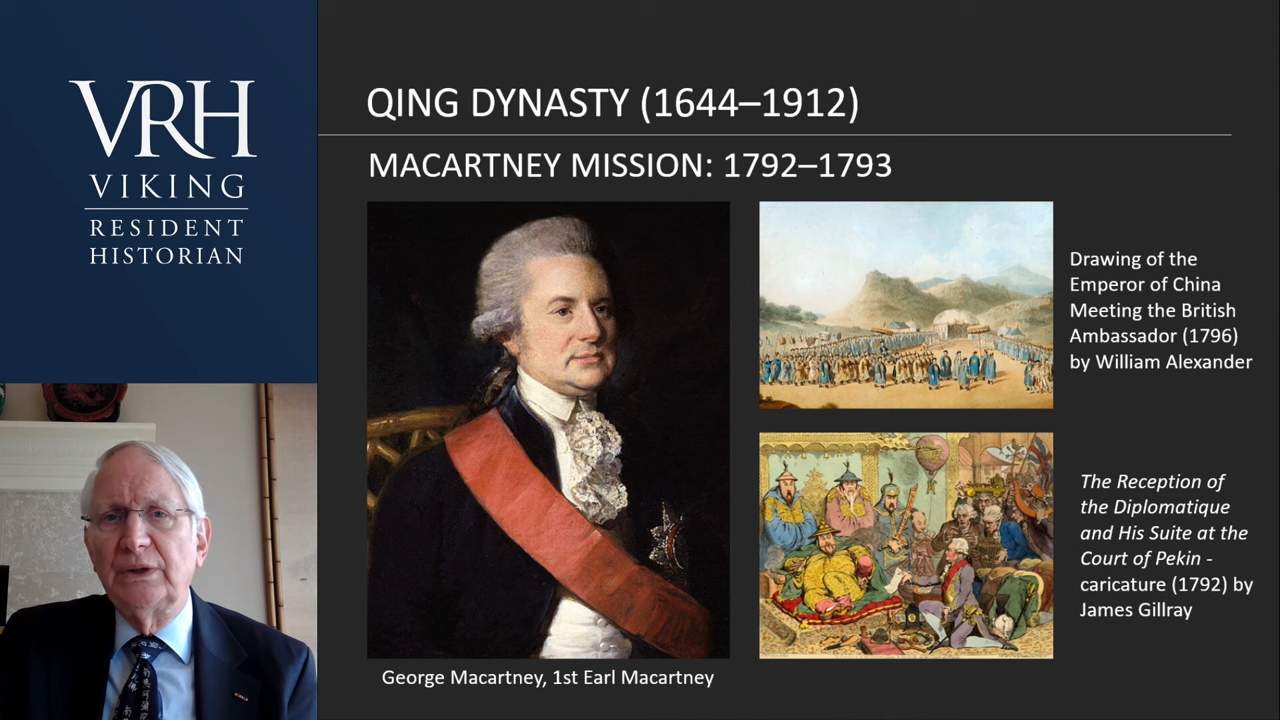 VRH
VIKING
RESIDENT
HISTORIAN
QING DYNASTY (1644–1912)
MACARTNEY MISSION: 1792–1793
Drawing of the
Emperor of China
Meeting the British
Ambassador (1796)
by William Alexander
The Reception of
the Diplomatique
and His Suite at the
Court of Pekin -
caricature (1792) by
James Gillray
George Macartney, 1st Earl Macartney